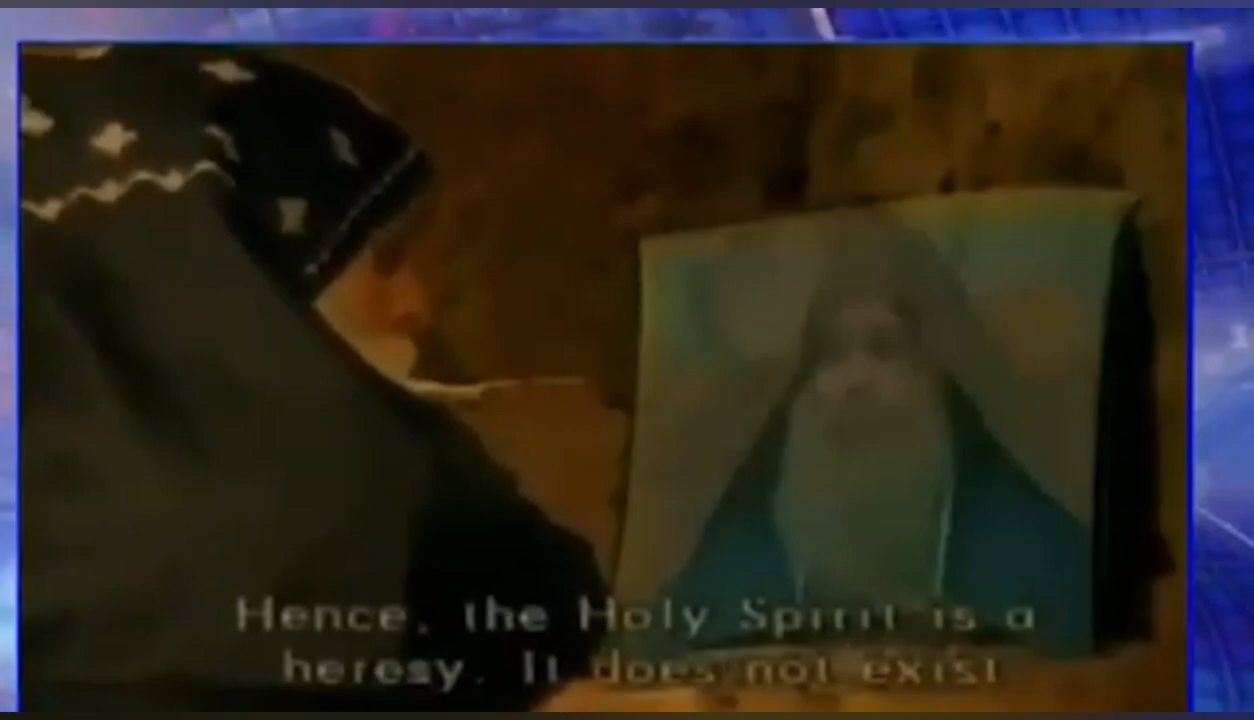 Hence, the Holy Spirit is a
heresy. It does not exist